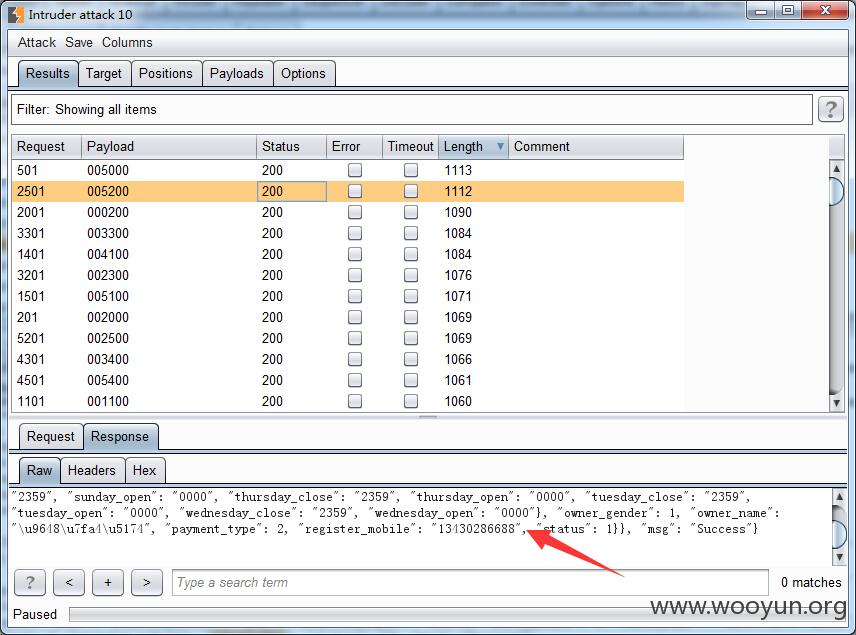 Intruder attack 10
Attack Save Columns
Results Target Positions Payloads Options
Filter: Showing all items ?
Request Payload Status Error Timeout Length Comment
501 005000 200 1113
2501 005200 200 1112
2001 000200 200 1090
3301 003300 200 1084
1401 004100 200 1084
3201 002300 200 1076
1501 005100 200 1071
201 002000 200 1069
5201 002500 200 1069
4301 003400 200 1066
4501 005400 200 1061
1101 001100 200 1060
Request Response
Raw Headers Hex
"2359", "sunday_open": "0000", "thursday_close": "2359", "thursday_open": "0000", "tuesday_close": "2359",
"tuesday_open": "0000", "wednesday_close": "2359", "wednesday_open": "0000"}, "owner_gender": 1, "owner_name":
"\u9648\u7fa4\u5174", "payment_type": 2, "register_mobile": "13430286688", "status": 1}}, "msg": "Success"}
? < + > Type a search term 0 matches
www.wooyun.org
Paused